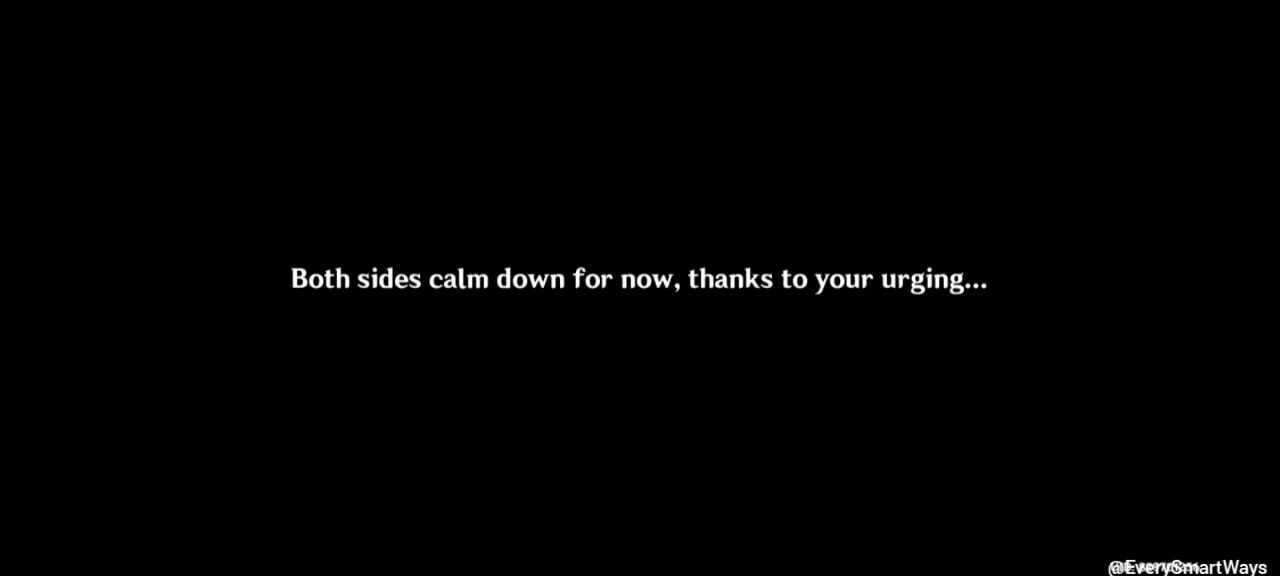 Both sides calm down for now, thanks to your urging...
@EverySmartWays